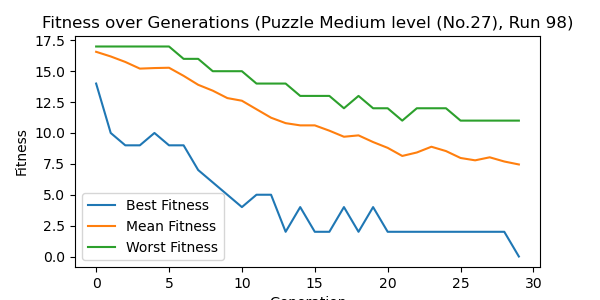 Fitness over Generations (Puzzle Medium level (No.27), Run 98)
17.5
15.0
12.5
10.0
7.5
5.0
2.5
0.0
Fitness
Best Fitness
Mean Fitness
Worst Fitness
0 5 10 15 20 25 30
Generation